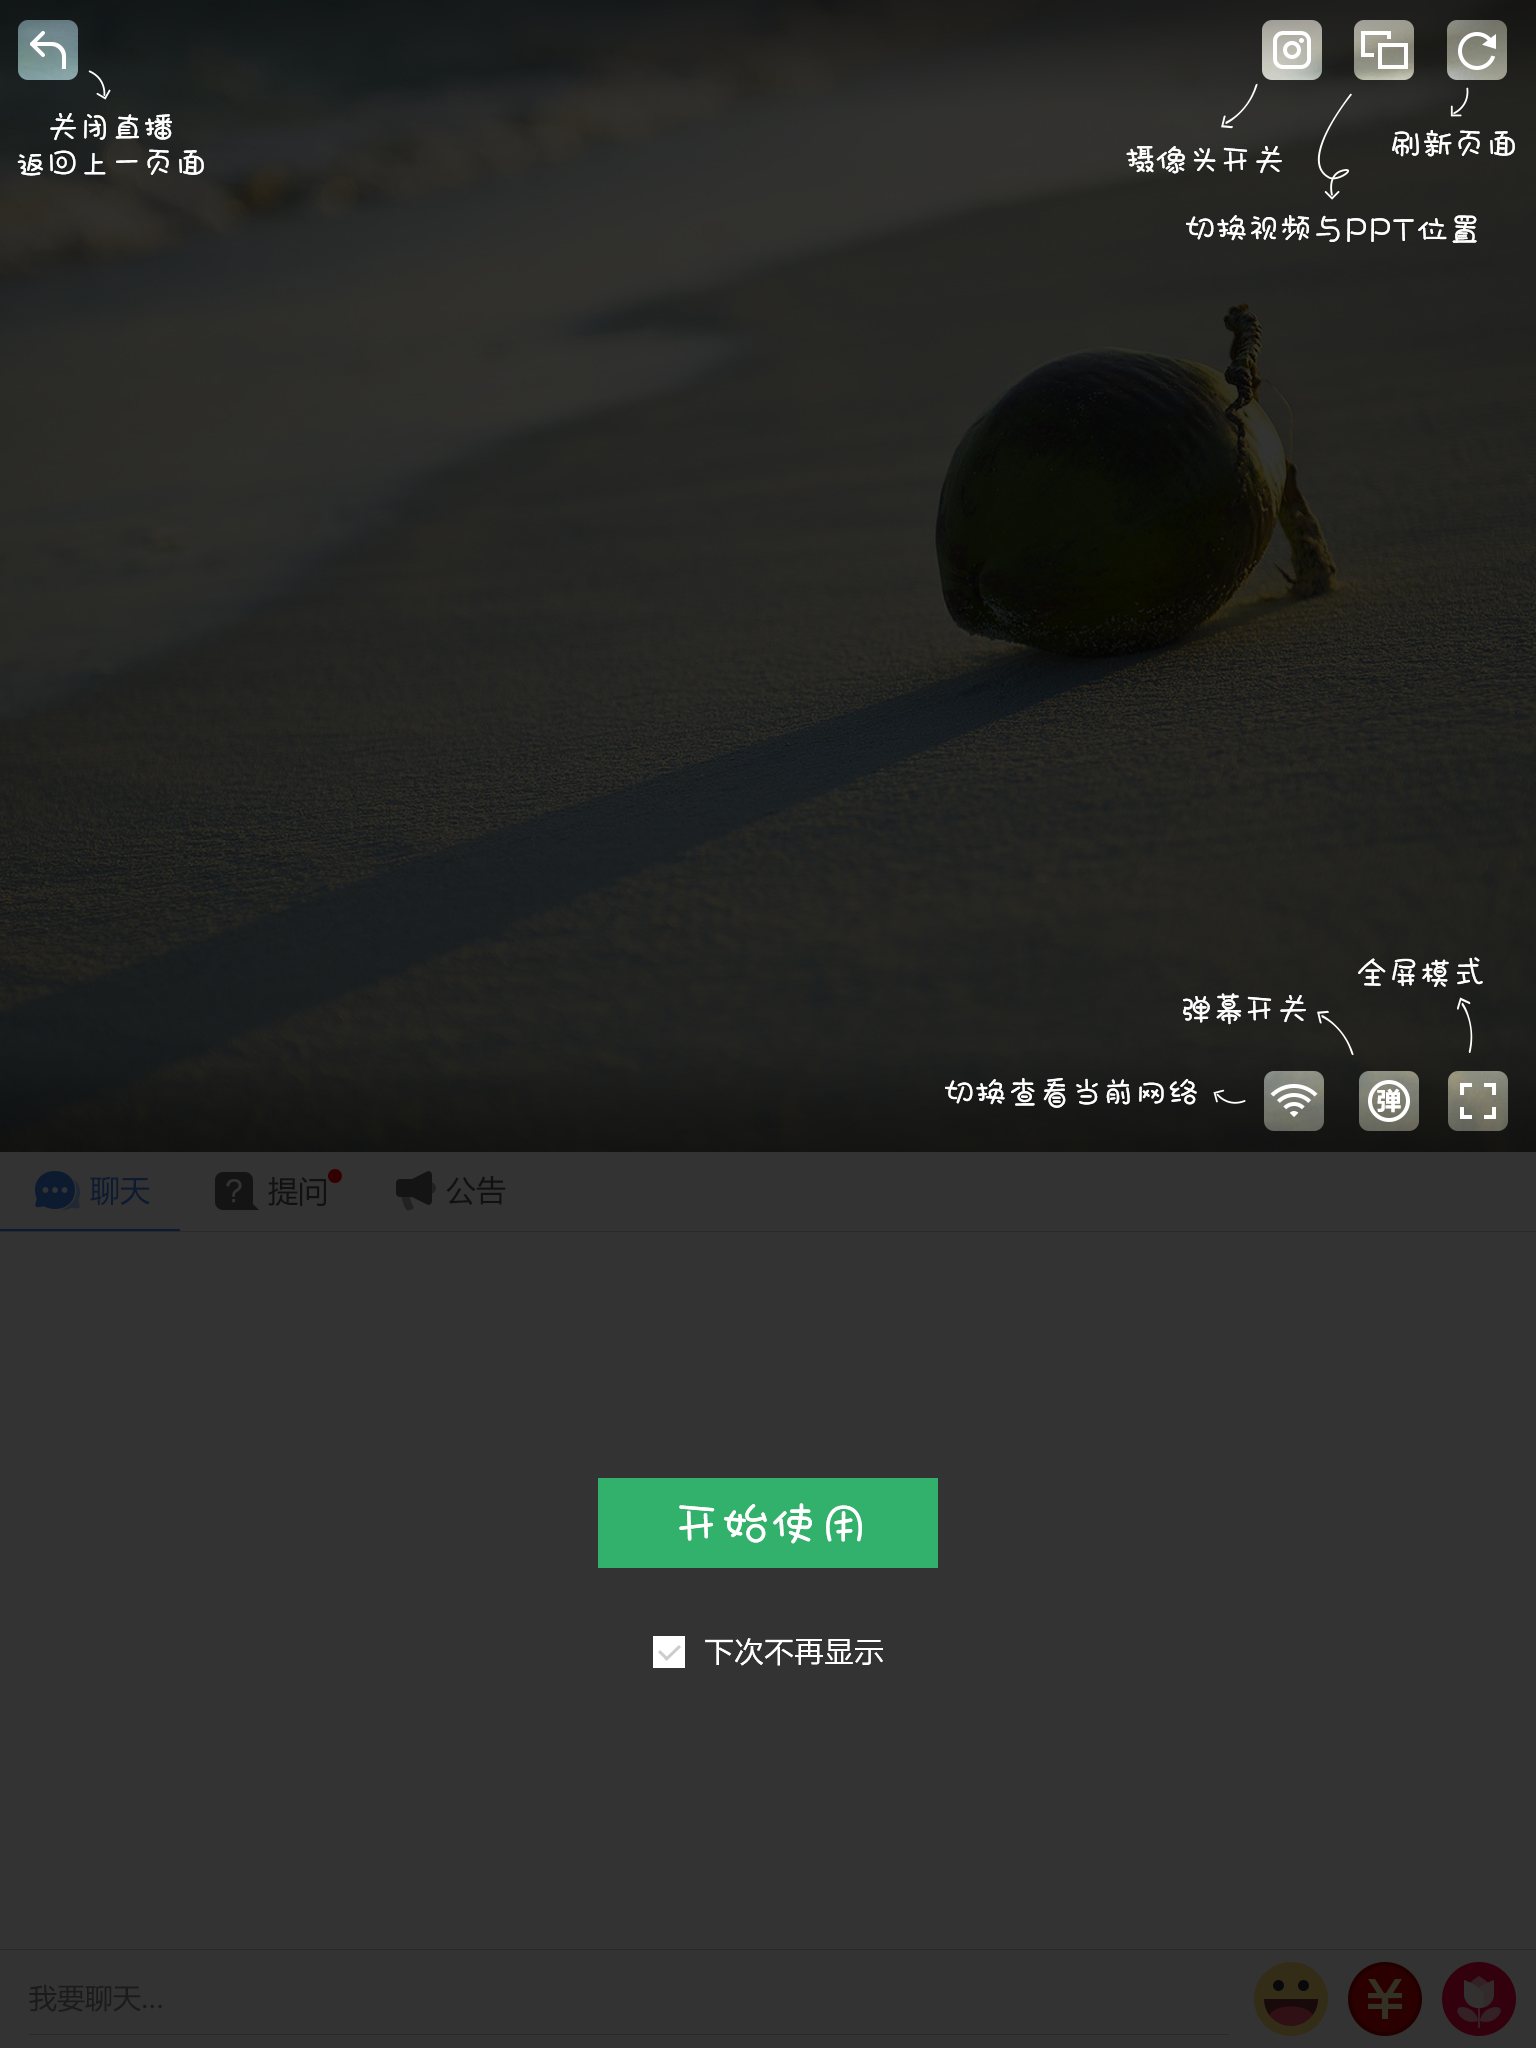 关闭直播
返回上一页面
摄像头开关
刷新页面
切换视频与PPT位置
全屏模式
弹幕开关
切换查看当前网络
弹
聊天
提问
公告
开始使用
下次不再显示
我要聊天...